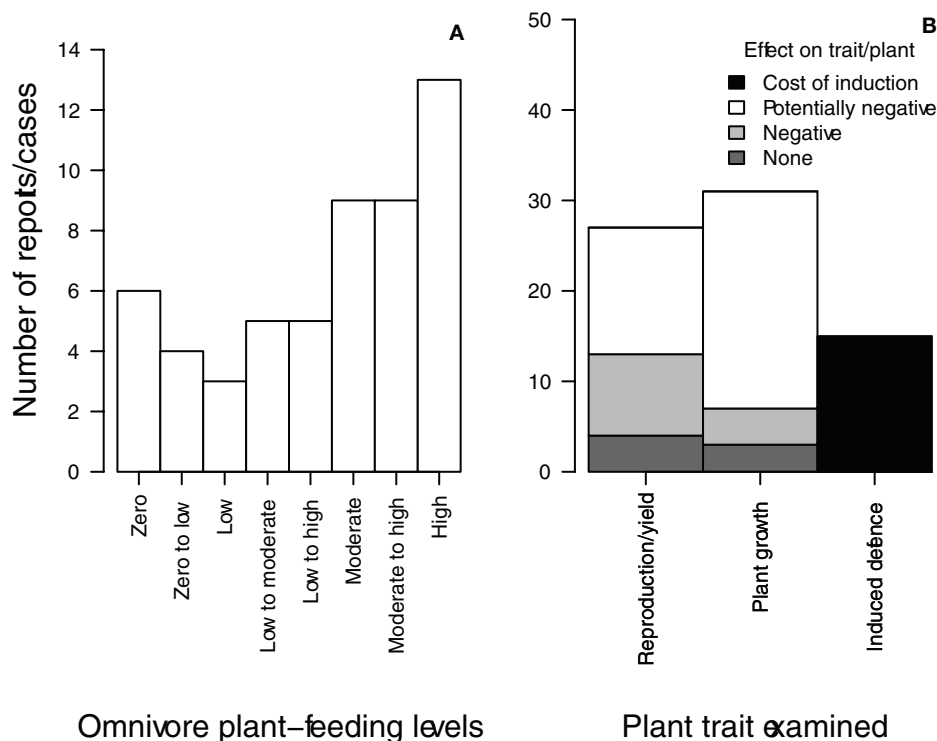 A
Number of reports/cases
14
12
10
8
6
4
2
0
Zero
Zero to low
Low
Low to moderate
Low to high
Moderate
Moderate to high
High
Omnivore plant-feeding levels
B
50
40
30
20
10
0
Effect on trait/plant
Cost of induction
Potentially negative
Negative
None
Reproduction/yield
Plant growth
Induced defence
Plant trait examined